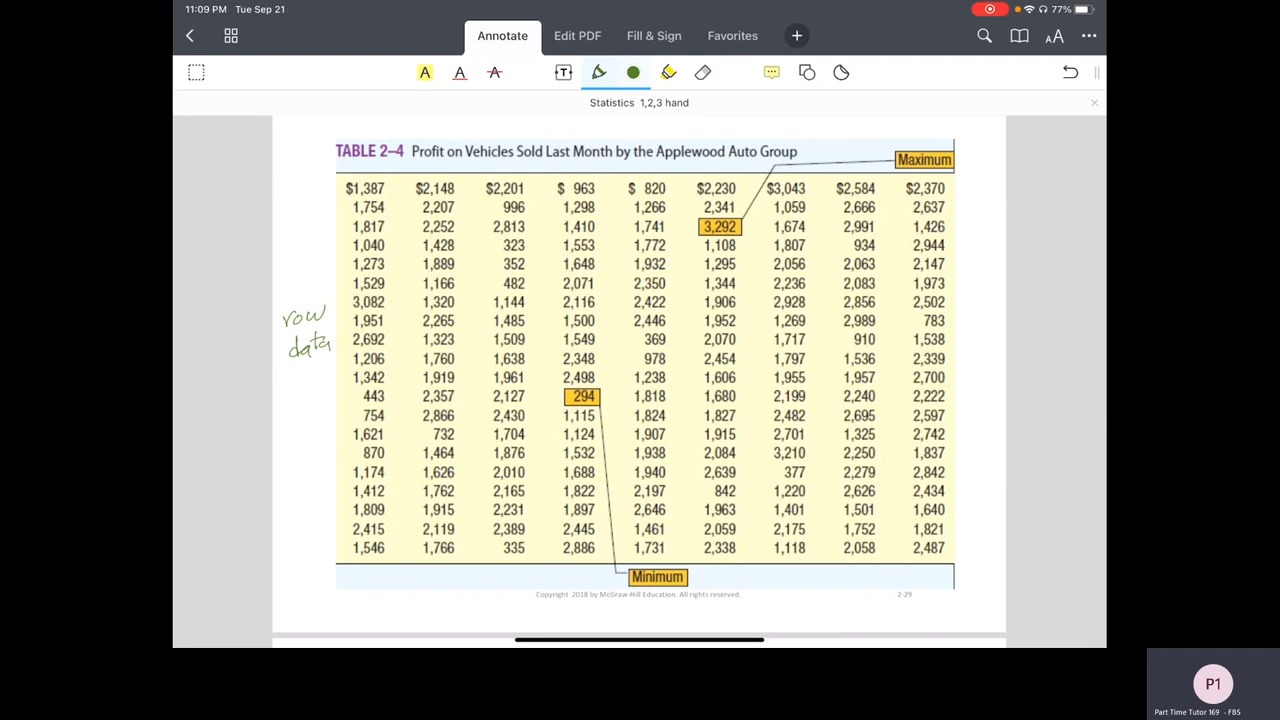 11:09 PM Tue Sep 21
77%
Annotate Edit PDF Fill & Sign Favorites +
AA
A A A T
Statistics 1,2,3 hand
TABLE 2–4 Profit on Vehicles Sold Last Month by the Applewood Auto Group
Maximum
$1,387 $2,148 $2,201 $ 963 $ 820 $2,230 $3,043 $2,584 $2,370
1,754 2,207 996 1,298 1,266 2,341 1,059 2,666 2,637
1,817 2,252 2,813 1,410 1,741 3,292 1,674 2,991 1,426
1,040 1,428 323 1,553 1,772 1,108 1,807 934 2,944
1,273 1,889 352 1,648 1,932 1,295 2,056 2,063 2,147
1,529 1,166 482 2,071 2,350 1,344 2,236 2,083 1,973
3,082 1,320 1,144 2,116 2,422 1,906 2,928 2,856 2,502
1,951 2,265 1,485 1,500 2,446 1,952 1,269 2,989 783
2,692 1,323 1,509 1,549 369 2,070 1,717 910 1,538
1,206 1,760 1,638 2,348 978 2,454 1,797 1,536 2,339
1,342 1,919 1,961 2,498 1,238 1,606 1,955 1,957 2,700
443 2,357 2,127 294 1,818 1,680 2,199 2,240 2,222
754 2,866 2,430 1,115 1,824 1,827 2,482 2,695 2,597
1,621 732 1,704 1,124 1,907 1,915 2,701 1,325 2,742
870 1,464 1,876 1,532 1,938 2,084 3,210 2,250 1,837
1,174 1,626 2,010 1,688 1,940 2,639 377 2,279 2,842
1,412 1,762 2,165 1,822 2,197 842 1,220 2,626 2,434
1,809 1,915 2,231 1,897 2,646 1,963 1,401 1,501 1,640
2,415 2,119 2,389 2,445 1,461 2,059 2,175 1,752 1,821
1,546 1,766 335 2,886 1,731 2,338 1,118 2,058 2,487
row
data
Minimum
Copyright 2018 by McGraw-Hill Education. All rights reserved. 2-29
P1
Part Time Tutor 169 - FBS